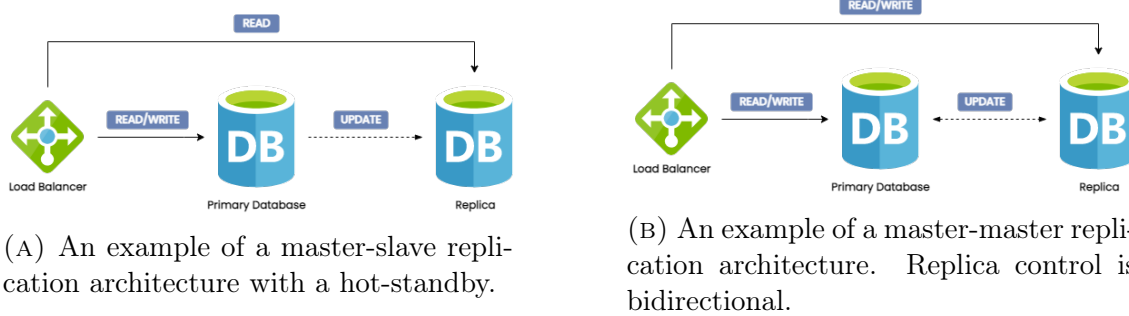 READ
READ/WRITE
DB
UPDATE
DB
Load Balancer
Primary Database
Replica
(A) An example of a master-slave repli-
cation architecture with a hot-standby.
READ/WRITE
READ/WRITE
DB
UPDATE
DB
Load Balancer
Primary Database
Replica
(B) An example of a master-master repli-
cation architecture. Replica control is
bidirectional.